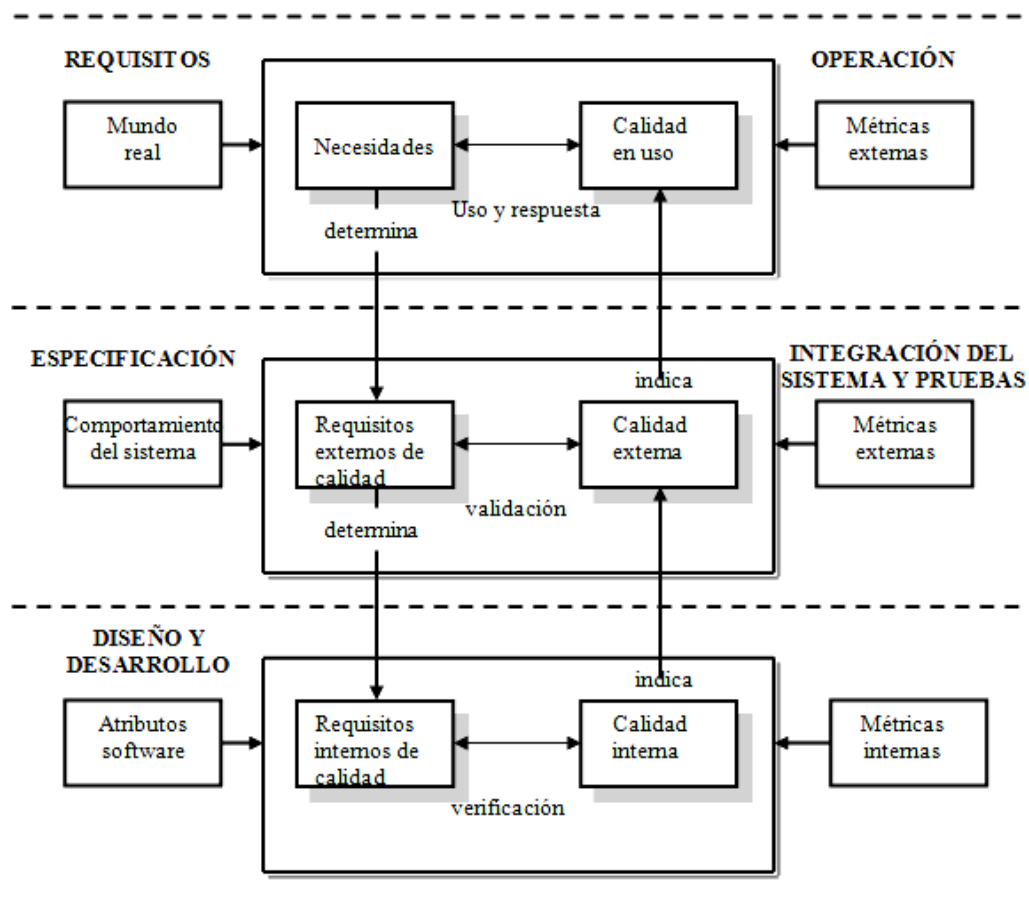 REQUISITOS
OPERACIÓN
Mundo
real
Necesidades
Calidad
en uso
Métricas
externas
Uso y respuesta
determina
ESPECIFICACIÓN
INTEGRACIÓN DEL
SISTEMA Y PRUEBAS
indica
Comportamiento
del sistema
Requisitos
externos de
calidad
Calidad
externa
Métricas
externas
validación
determina
DISEÑO Y
DESARROLLO
indica
Atributos
software
Requisitos
internos de
calidad
Calidad
interna
Métricas
internas
verificación